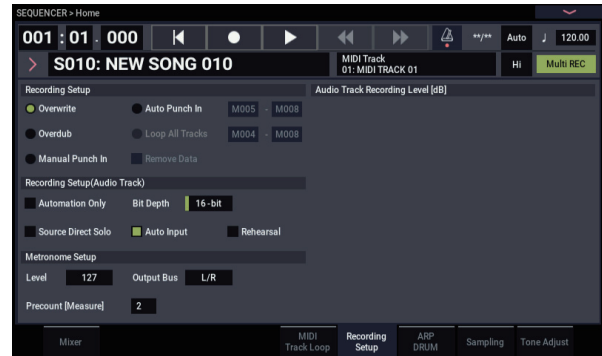 SEQUENCER > Home
001 : 01 . 000 **/** Auto ♩ 120.00
S010: NEW SONG 010 MIDI Track Hi Multi REC
01: MIDI TRACK 01
Recording Setup Audio Track Recording Level [dB]
Overwrite Auto Punch In M005 - M008
Overdub Loop All Tracks M004 - M008
Manual Punch In Remove Data
Recording Setup(Audio Track)
Automation Only Bit Depth 16-bit
Source Direct Solo Auto Input Rehearsal
Metronome Setup
Level 127 Output Bus L/R
Precount [Measure] 2
Mixer MIDI Track Loop Recording Setup ARP DRUM Sampling Tone Adjust